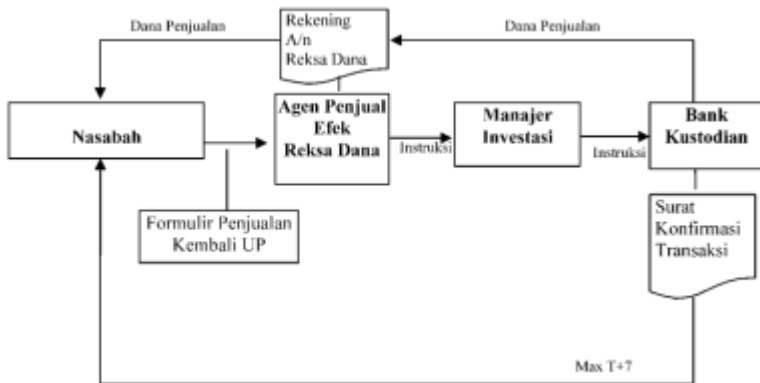 Dana Penjualan
Rekening
A/n
Reksa Dana
Dana Penjualan
Nasabah
Agen Penjual
Efek
Reksa Dana
Instruksi
Manajer
Investasi
Instruksi
Bank
Kustodian
Formulir Penjualan
Kembali UP
Surat
Konfirmasi
Transaksi
Max T+7